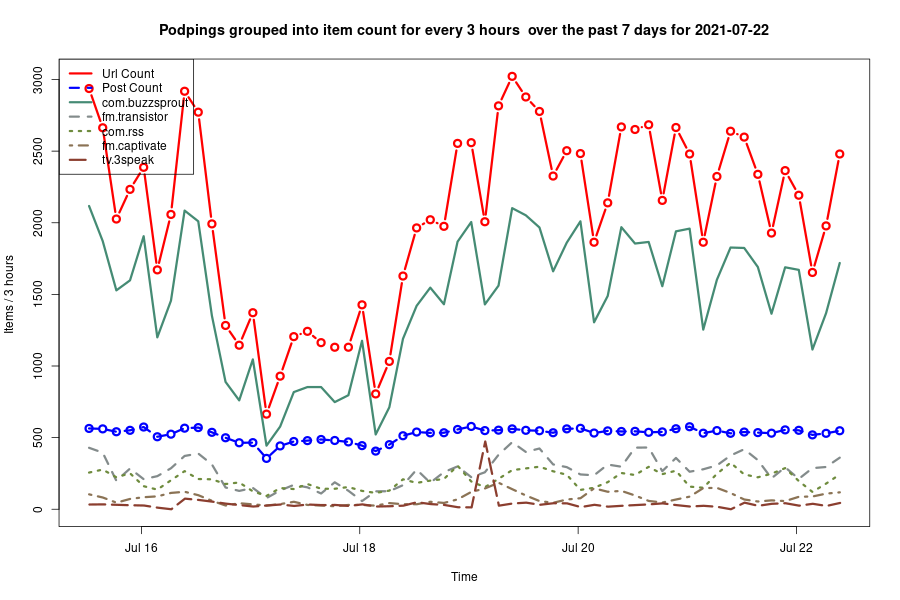 Podpings grouped into item count for every 3 hours  over the past 7 days for 2021-07-22
Url Count
Post Count
com.buzzsprout
fm.transistor
com.rss
fm.captivate
tv.3speak
Items / 3 hours
3000
2500
2000
1500
1000
500
0
Jul 16
Jul 18
Jul 20
Jul 22
Time